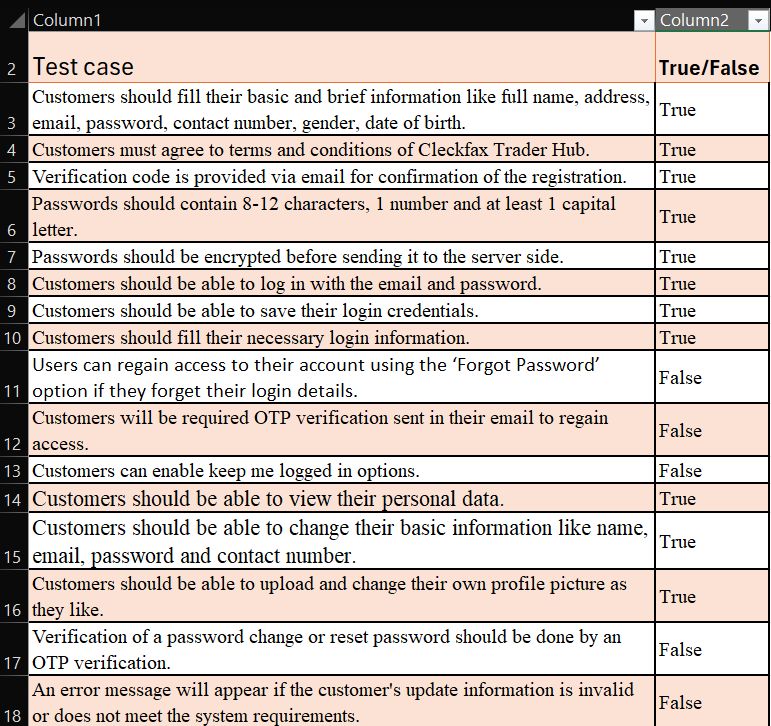 Column1 Column2
2 Test case True/False
Customers should fill their basic and brief information like full name, address,
3 email, password, contact number, gender, date of birth. True
4 Customers must agree to terms and conditions of Cleckfax Trader Hub. True
5 Verification code is provided via email for confirmation of the registration. True
Passwords should contain 8-12 characters, 1 number and at least 1 capital
6 letter. True
7 Passwords should be encrypted before sending it to the server side. True
8 Customers should be able to log in with the email and password. True
9 Customers should be able to save their login credentials. True
10 Customers should fill their necessary login information. True
Users can regain access to their account using the ‘Forgot Password’
11 option if they forget their login details. False
Customers will be required OTP verification sent in their email to regain
12 access. False
13 Customers can enable keep me logged in options. False
14 Customers should be able to view their personal data. True
Customers should be able to change their basic information like name,
15 email, password and contact number. True
Customers should be able to upload and change their own profile picture as
16 they like. True
Verification of a password change or reset password should be done by an
17 OTP verification. False
An error message will appear if the customer's update information is invalid
18 or does not meet the system requirements. False